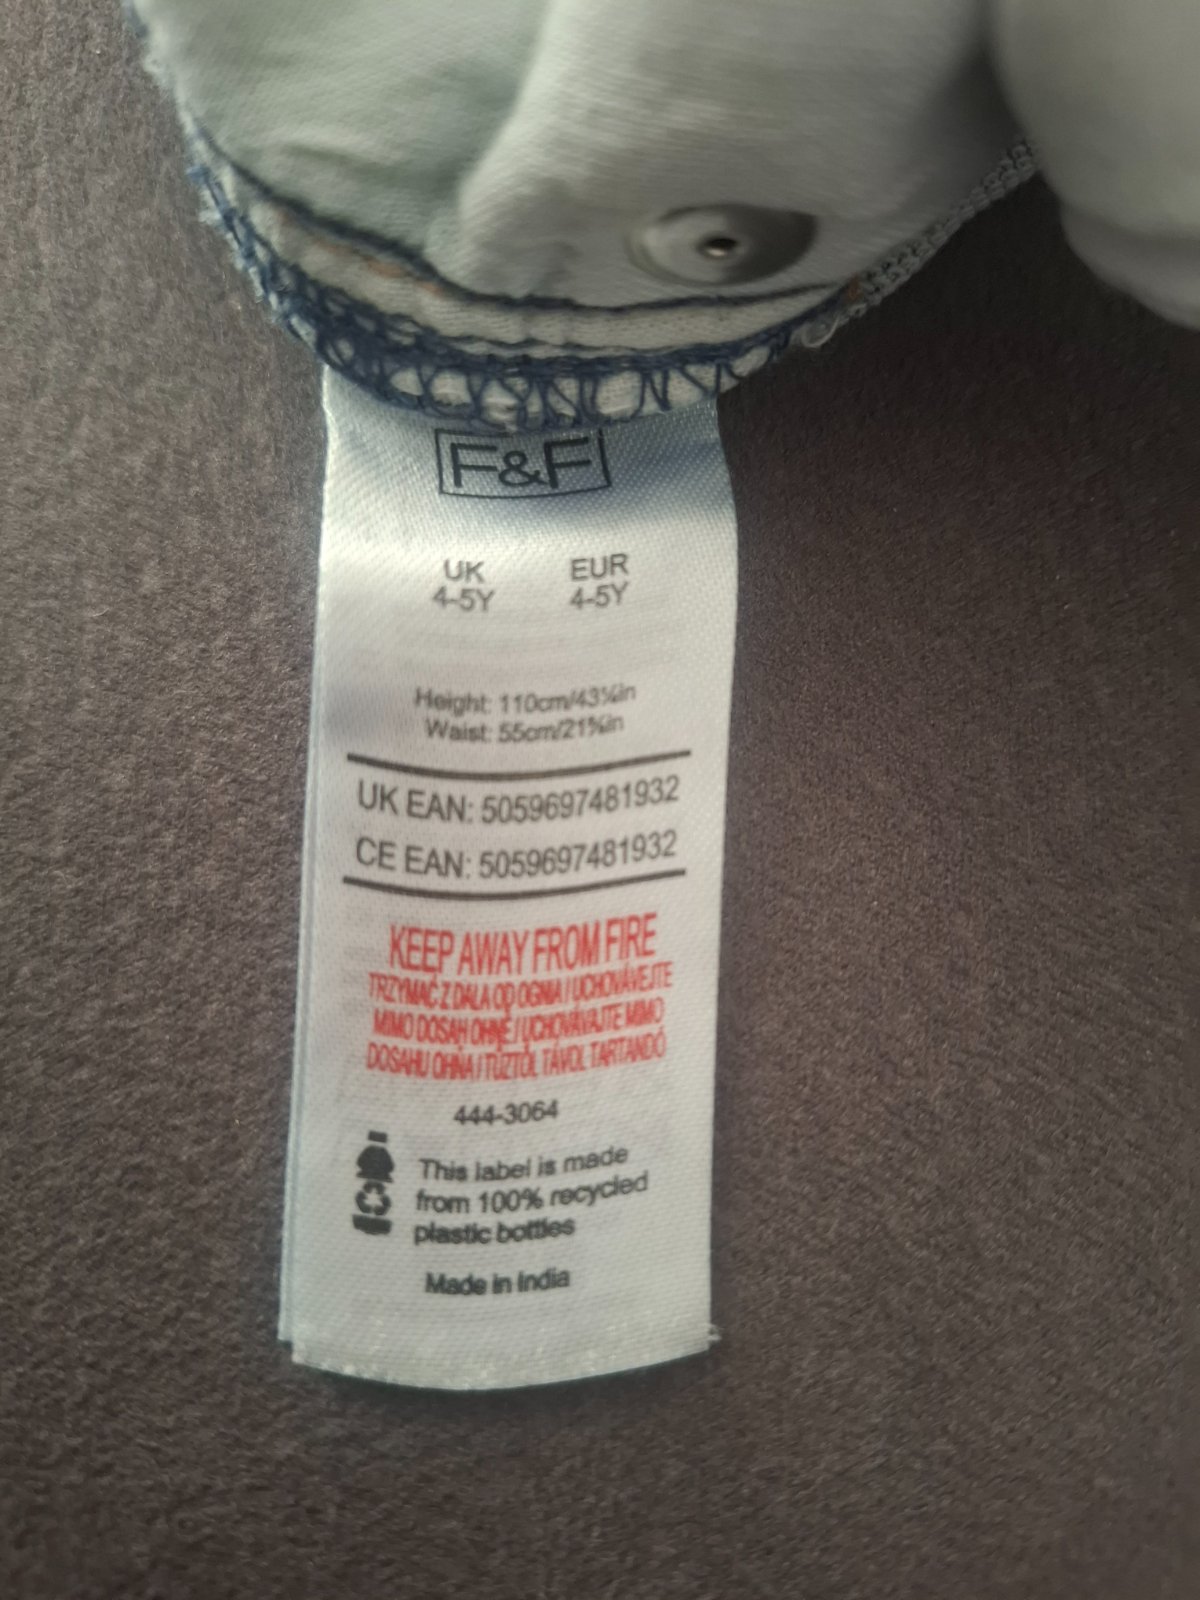 F&F
UK EUR
4-5Y 4-5Y
Height: 110cm/43¼in
Waist: 55cm/21⅝in
UK EAN: 5059697481932
CE EAN: 5059697481932
KEEP AWAY FROM FIRE
TRZYMAĆ Z DALA OD OGNIA / UCHOVÁVEJTE
MIMO DOSAH OHNĚ / UCHOVÁVAJTE MIMO
DOSAHU OHŇA / TŰZTŐL TÁVOL TARTANDÓ
444-3064
This label is made
from 100% recycled
plastic bottles
Made in India